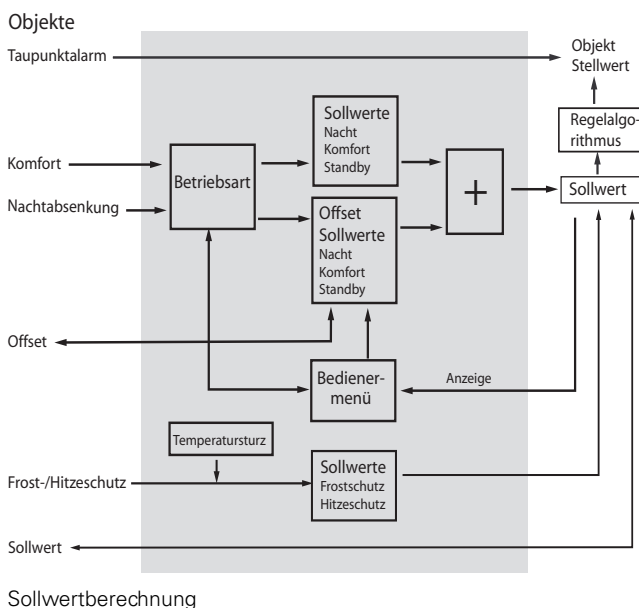 Objekte
Taupunktalarm
Objekt
Stellwert
Sollwerte
Nacht
Komfort
Standby
Regelalgo-
rithmus
Komfort
Betriebsart
+
Sollwert
Nachtabsenkung
Offset
Sollwerte
Nacht
Komfort
Standby
Offset
Bediener-
menü
Anzeige
Temperatursturz
Frost-/Hitzeschutz
Sollwerte
Frostschutz
Hitzeschutz
Sollwert
Sollwertberechnung